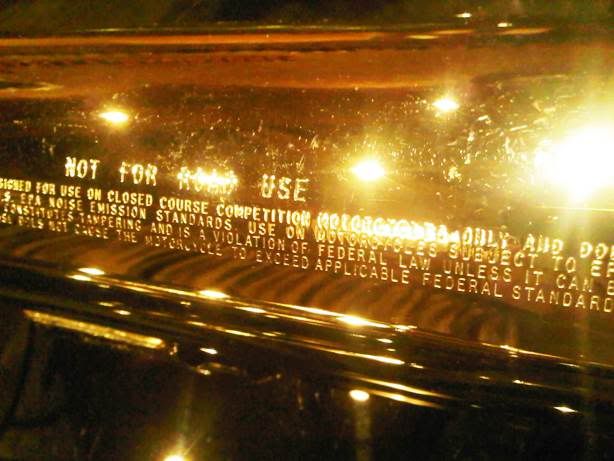 NOT FOR ROAD USE
SIGNED FOR USE ON CLOSED COURSE COMPETITION MOTORCYCLES ONLY AND DO
.S. EPA NOISE EMISSION STANDARDS. USE ON MOTORCYCLES SUBJECT TO E
CONSTITUTES TAMPERING AND IS A VIOLATION OF FEDERAL LAW UNLESS IT CAN B
DOES NOT CAUSE THE MOTORCYCLE TO EXCEED APPLICABLE FEDERAL STANDARD